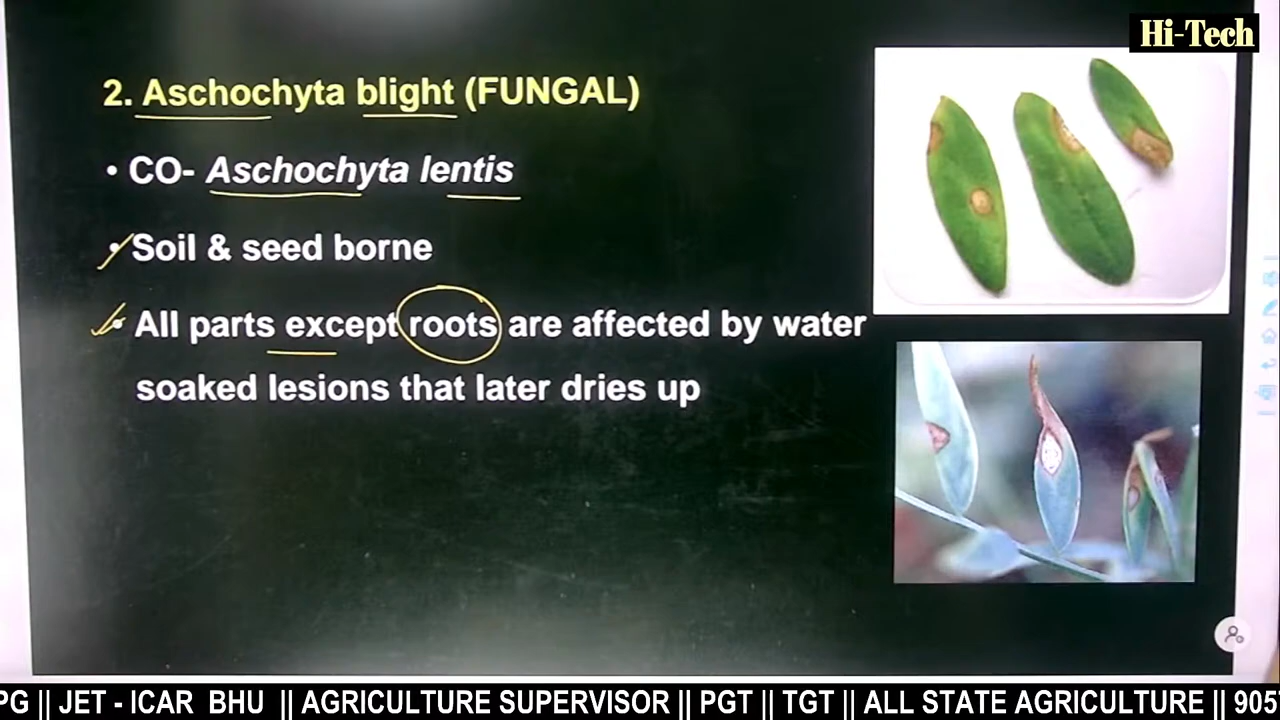 Hi-Tech
2. Aschochyta blight (FUNGAL)
• CO- Aschochyta lentis
• Soil & seed borne
• All parts except roots are affected by water
soaked lesions that later dries up
PG || JET - ICAR BHU || AGRICULTURE SUPERVISOR || PGT || TGT || ALL STATE AGRICULTURE || 905